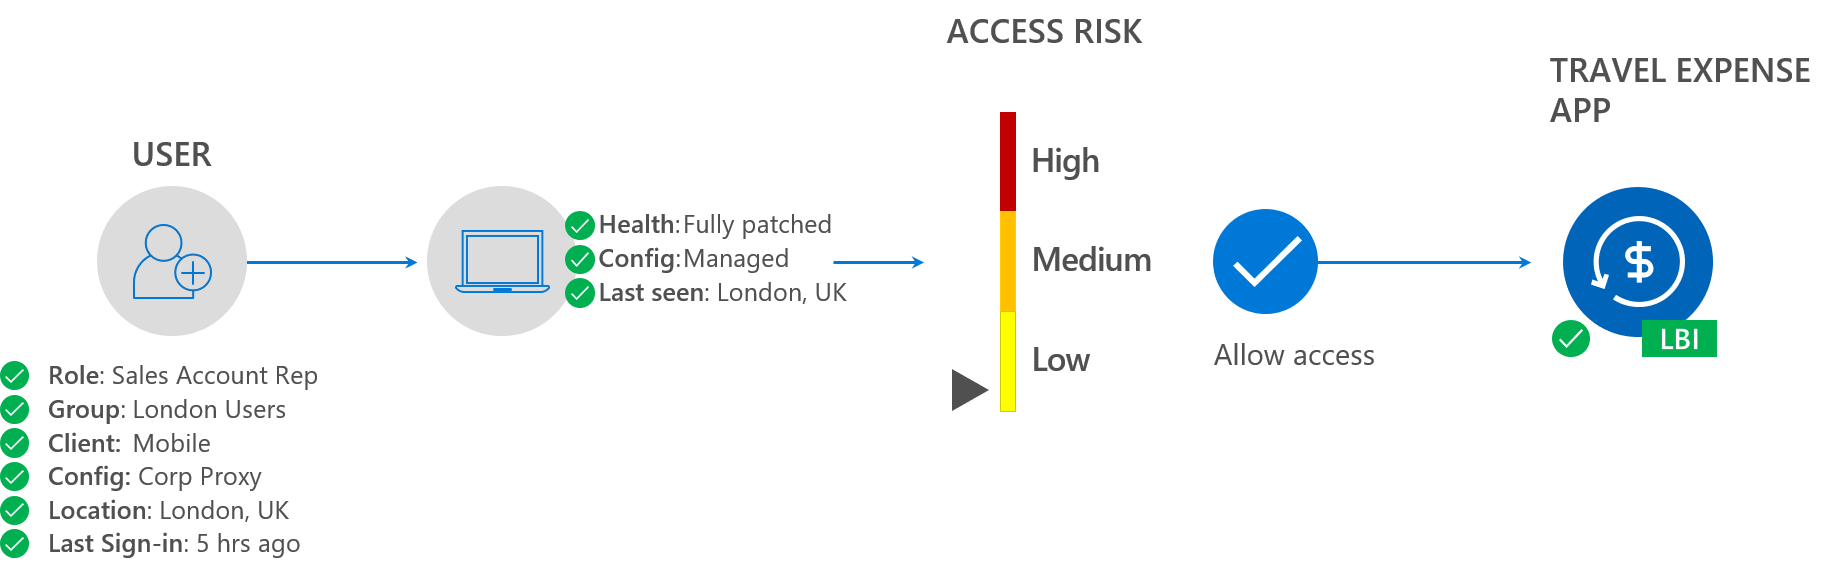 USER
Role: Sales Account Rep
Group: London Users
Client: Mobile
Config: Corp Proxy
Location: London, UK
Last Sign-in: 5 hrs ago
Health: Fully patched
Config: Managed
Last seen: London, UK
ACCESS RISK
High
Medium
Low
Allow access
TRAVEL EXPENSE
APP
$
LBI